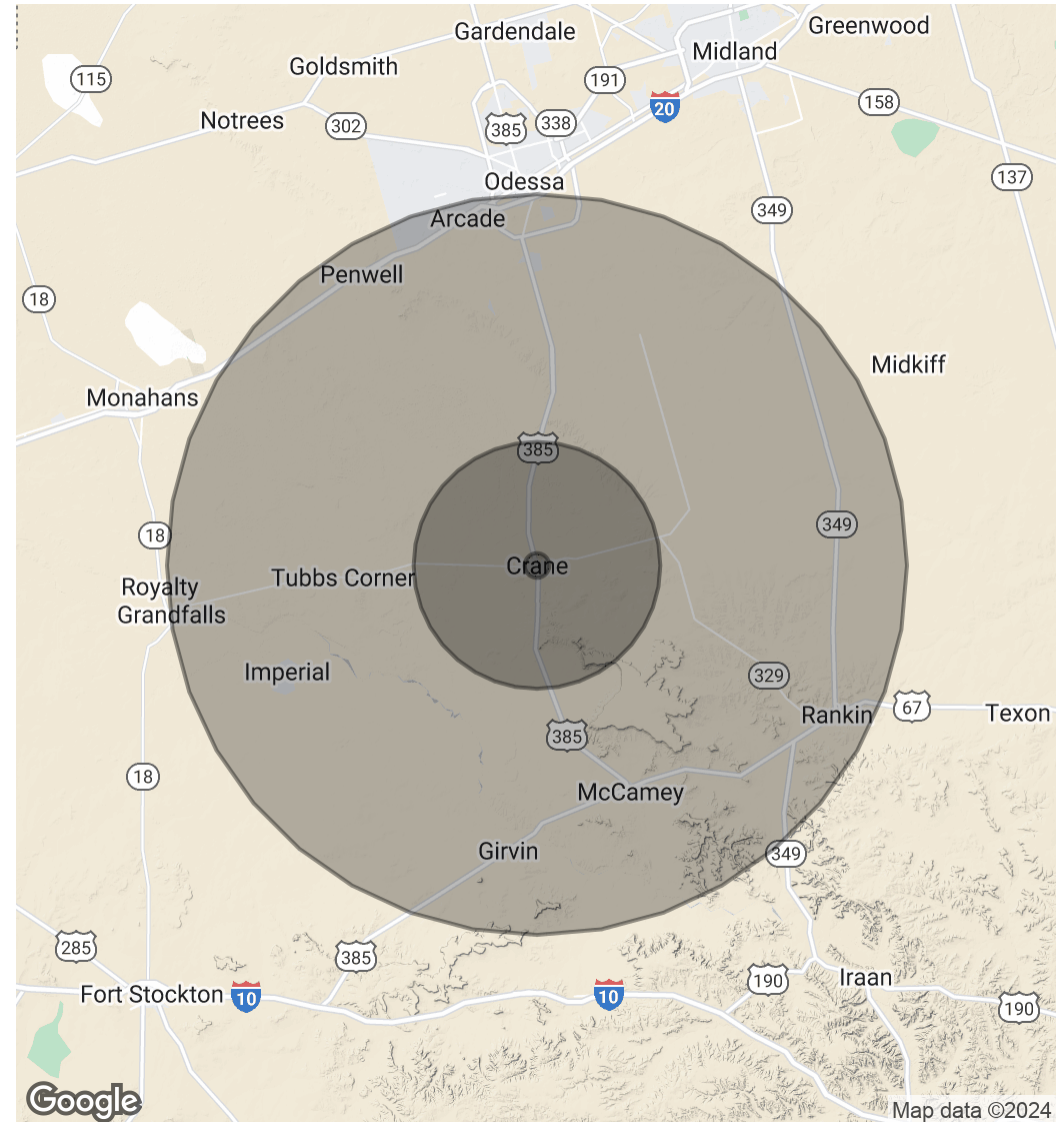 Gardendale
Greenwood
Midland
Goldsmith
115
191
20
158
Notrees
302
385
338
137
Odessa
349
Arcade
Penwell
18
Midkiff
Monahans
385
349
18
Crane
Tubbs Corner
Royalty
Grandfalls
Imperial
329
67
Rankin
Texon
385
18
McCamey
Girvin
349
285
385
190
Iraan
Fort Stockton
10
10
190
Google
Map data ©2024